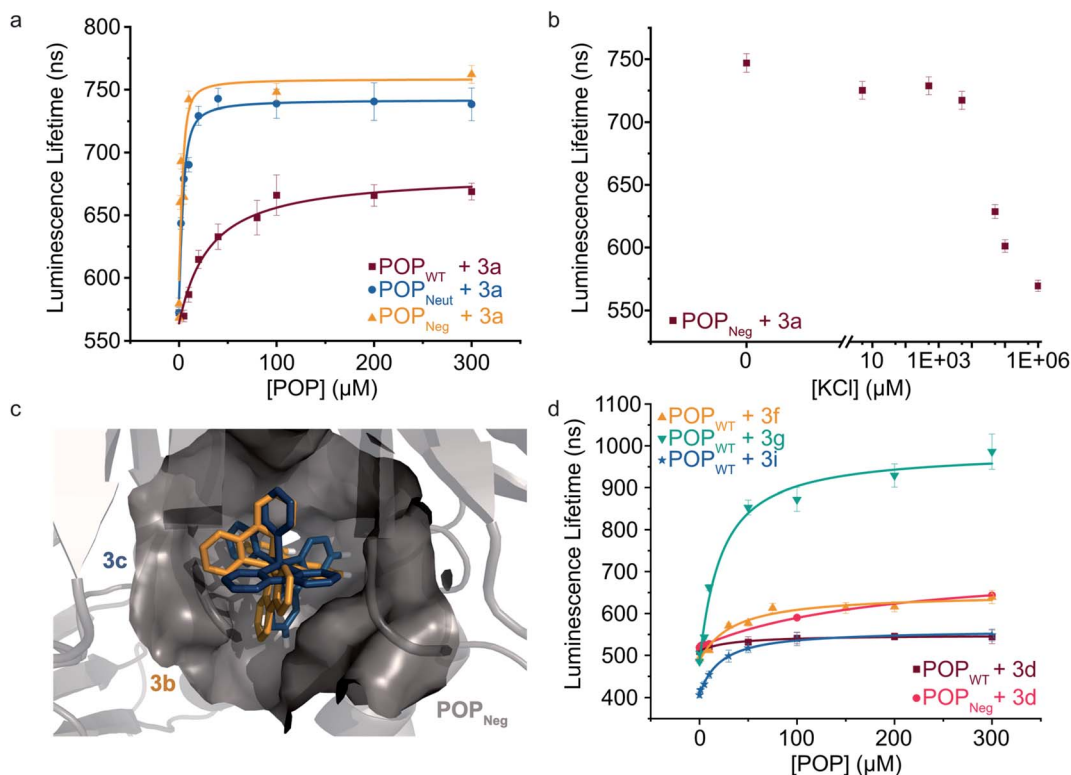 a
Luminescence Lifetime (ns)
800
750
700
650
600
550
0
100
200
300
[POP] (µM)
POPWT + 3a
POPNeut + 3a
POPNeg + 3a
b
Luminescence Lifetime (ns)
750
700
650
600
550
0
10
1E+03
1E+06
[KCl] (µM)
POPNeg + 3a
c
3c
3b
POPNeg
d
Luminescence Lifetime (ns)
1100
1000
900
800
700
600
500
400
0
100
200
300
[POP] (µM)
POPWT + 3f
POPWT + 3g
POPWT + 3i
POPWT + 3d
POPNeg + 3d